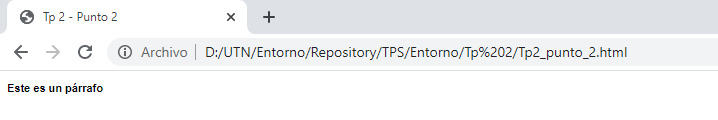 Tp 2 - Punto 2
Archivo | D:/UTN/Entorno/Repository/TPS/Entorno/Tp%202/Tp2_punto_2.html
Este es un párrafo